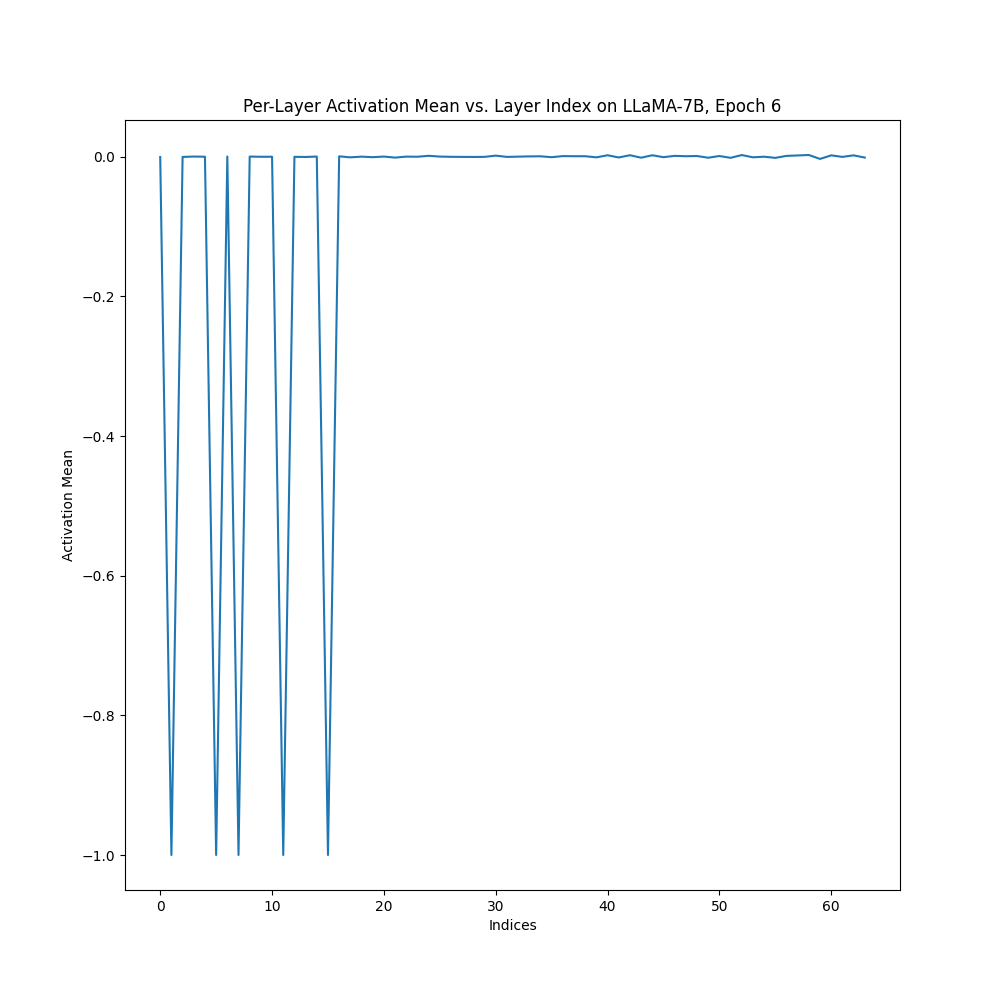 Per-Layer Activation Mean vs. Layer Index on LLaMA-7B, Epoch 6
0.0
−0.2
−0.4
−0.6
−0.8
−1.0
Activation Mean
0 10 20 30 40 50 60
Indices